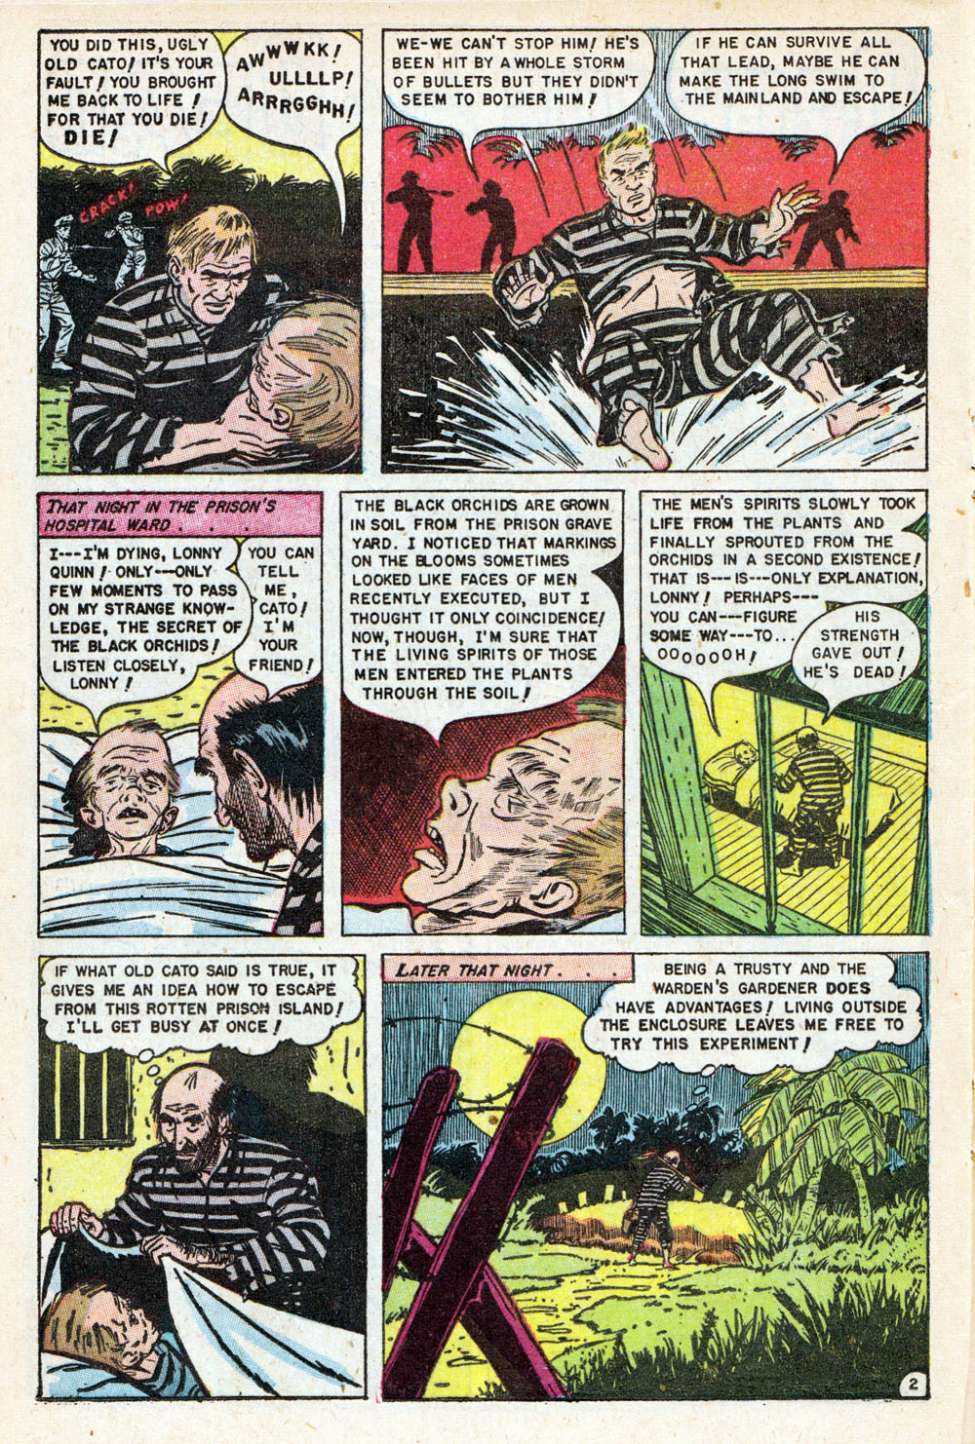 YOU DID THIS, UGLY
OLD CATO! IT'S YOUR
FAULT! YOU BROUGHT
ME BACK TO LIFE!
FOR THAT YOU DIE!
DIE!
AWWWKK!
ULLLLP!
ARRRGGHH!
CRACK!
POW!
WE-WE CAN'T STOP HIM! HE'S
BEEN HIT BY A WHOLE STORM
OF BULLETS BUT THEY DIDN'T
SEEM TO BOTHER HIM!
IF HE CAN SURVIVE ALL
THAT LEAD, MAYBE HE CAN
MAKE THE LONG SWIM TO
THE MAINLAND AND ESCAPE!
THAT NIGHT IN THE PRISON'S
HOSPITAL WARD . . . .
I---I'M DYING, LONNY
QUINN! ONLY---ONLY
FEW MOMENTS TO PASS
ON MY STRANGE KNOW-
LEDGE, THE SECRET OF
THE BLACK ORCHIDS!
LISTEN CLOSELY,
LONNY!
YOU CAN
TELL
ME,
CATO!
I'M
YOUR
FRIEND!
THE BLACK ORCHIDS ARE GROWN
IN SOIL FROM THE PRISON GRAVE
YARD. I NOTICED THAT MARKINGS
ON THE BLOOMS SOMETIMES
LOOKED LIKE FACES OF MEN
RECENTLY EXECUTED, BUT I
THOUGHT IT ONLY COINCIDENCE!
NOW, THOUGH, I'M SURE THAT
THE LIVING SPIRITS OF THOSE
MEN ENTERED THE PLANTS
THROUGH THE SOIL!
THE MEN'S SPIRITS SLOWLY TOOK
LIFE FROM THE PLANTS AND
FINALLY SPROUTED FROM THE
ORCHIDS IN A SECOND EXISTENCE!
THAT IS---IS---ONLY EXPLANATION,
LONNY! PERHAPS---
YOU CAN---FIGURE
SOME WAY---TO...
OOOOOOH!
HIS
STRENGTH
GAVE OUT!
HE'S DEAD!
IF WHAT OLD CATO SAID IS TRUE, IT
GIVES ME AN IDEA HOW TO ESCAPE
FROM THIS ROTTEN PRISON ISLAND!
I'LL GET BUSY AT ONCE!
LATER THAT NIGHT . . . .
BEING A TRUSTY AND THE
WARDEN'S GARDENER DOES
HAVE ADVANTAGES! LIVING OUTSIDE
THE ENCLOSURE LEAVES ME FREE TO
TRY THIS EXPERIMENT!
2